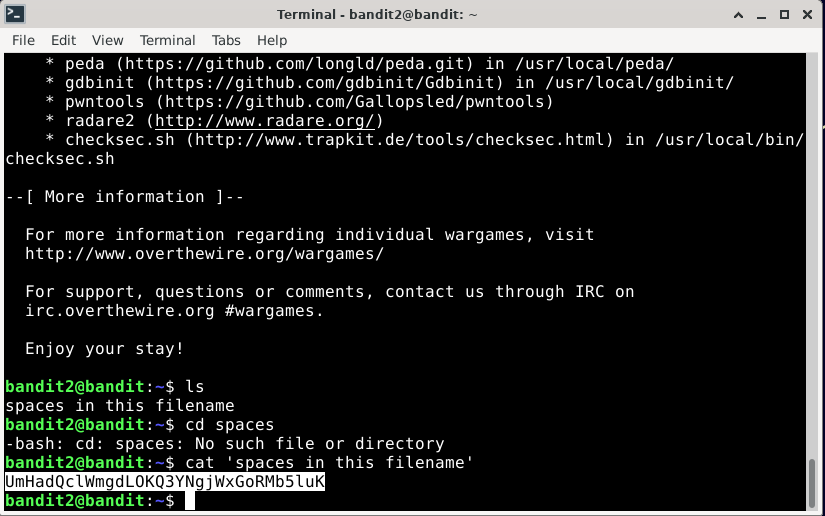 Terminal - bandit2@bandit: ~
File Edit View Terminal Tabs Help
* peda (https://github.com/longld/peda.git) in /usr/local/peda/
* gdbinit (https://github.com/gdbinit/Gdbinit) in /usr/local/gdbinit/
* pwntools (https://github.com/Gallopsled/pwntools)
* radare2 (http://www.radare.org/)
* checksec.sh (http://www.trapkit.de/tools/checksec.html) in /usr/local/bin/
checksec.sh
--[ More information ]--
For more information regarding individual wargames, visit
http://www.overthewire.org/wargames/
For support, questions or comments, contact us through IRC on
irc.overthewire.org #wargames.
Enjoy your stay!
bandit2@bandit:~$ ls
spaces in this filename
bandit2@bandit:~$ cd spaces
-bash: cd: spaces: No such file or directory
bandit2@bandit:~$ cat 'spaces in this filename'
UmHadQclWmgdLOKQ3YNgjWxGoRMb5luK
bandit2@bandit:~$